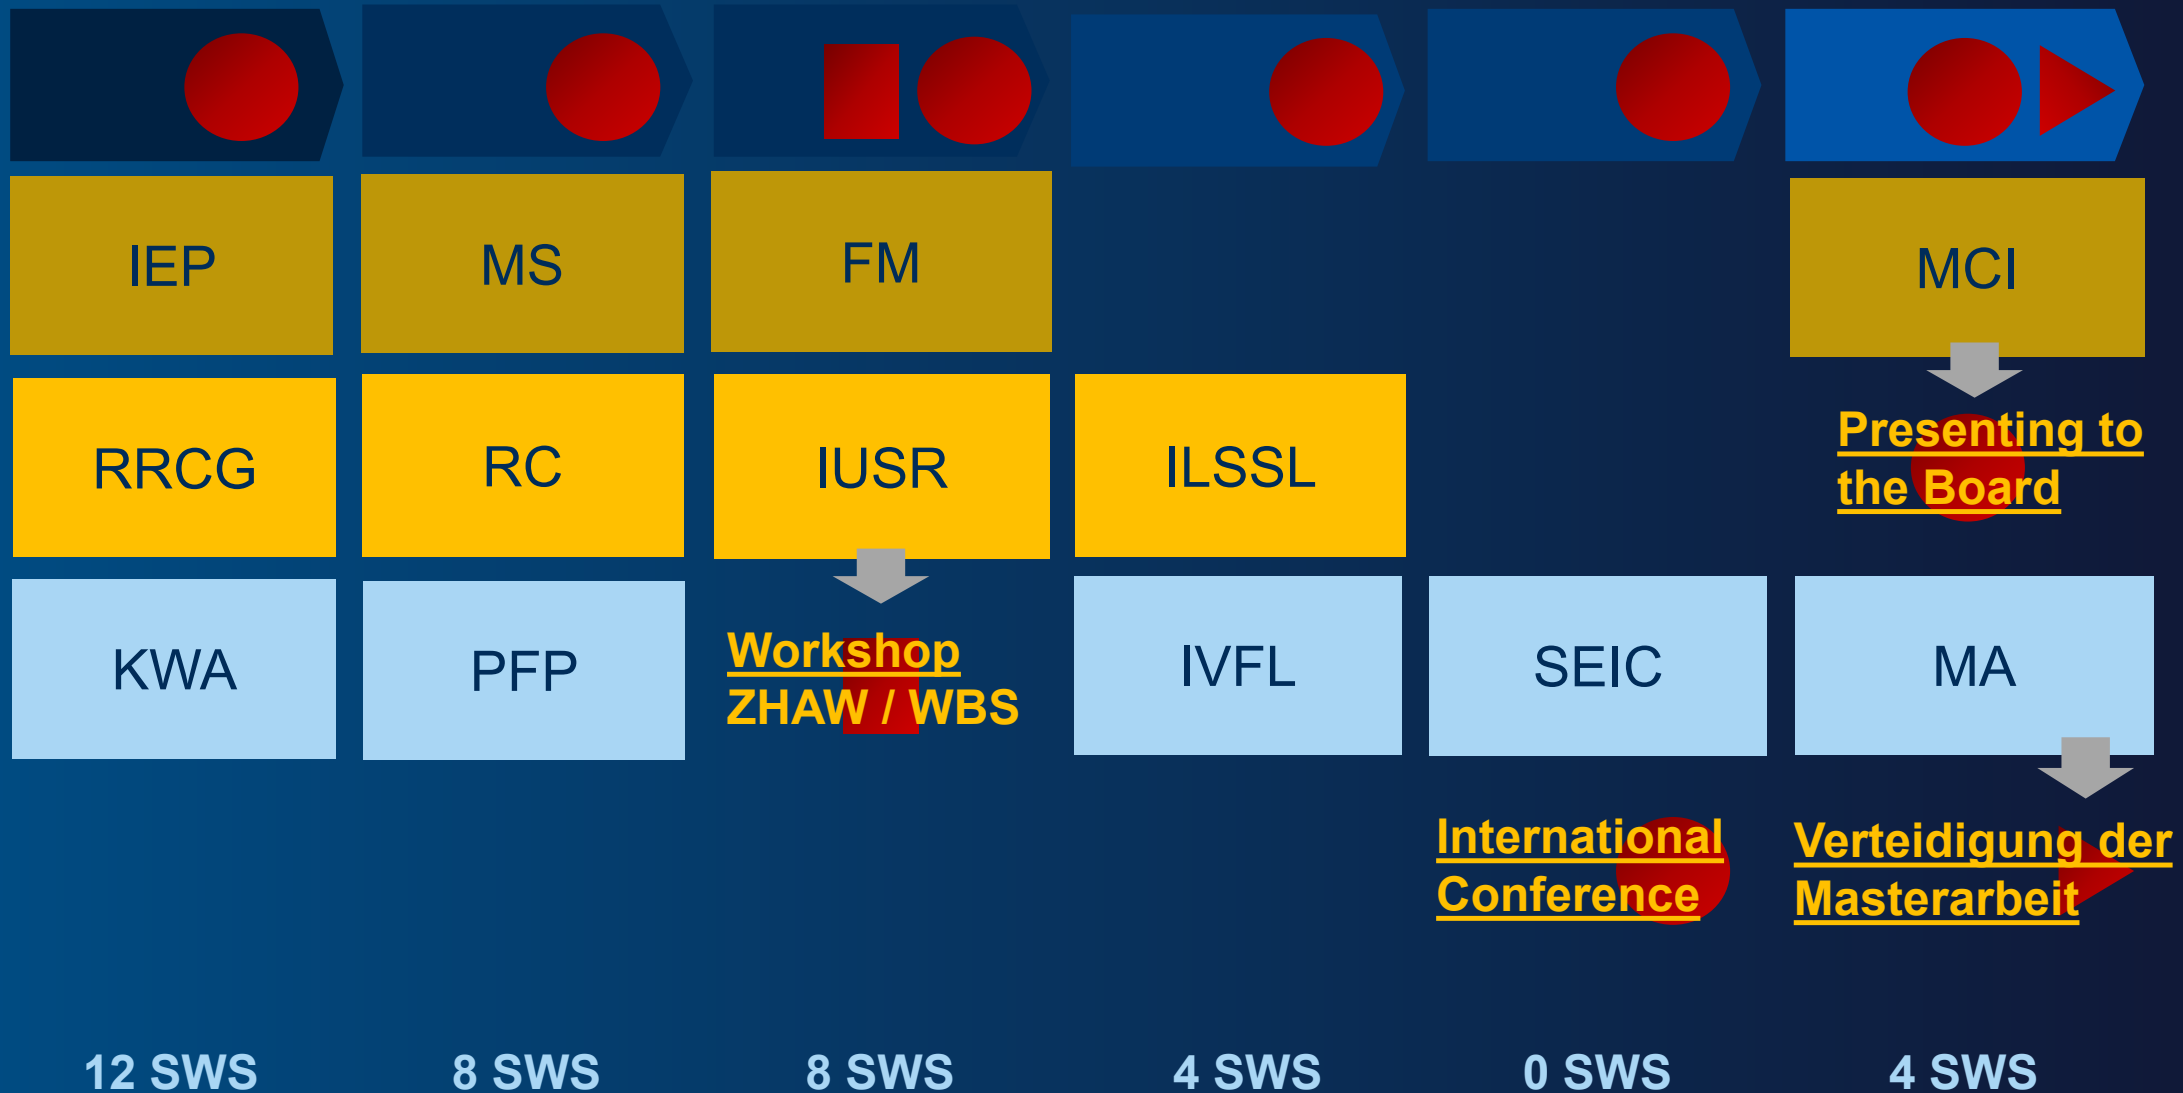 IEP
MS
FM
MCI
RRCG
RC
IUSR
ILSSL
Presenting to
the Board
KWA
PFP
Workshop
ZHAW / WBS
IVFL
SEIC
MA
International
Conference
Verteidigung der
Masterarbeit
12 SWS
8 SWS
8 SWS
4 SWS
0 SWS
4 SWS